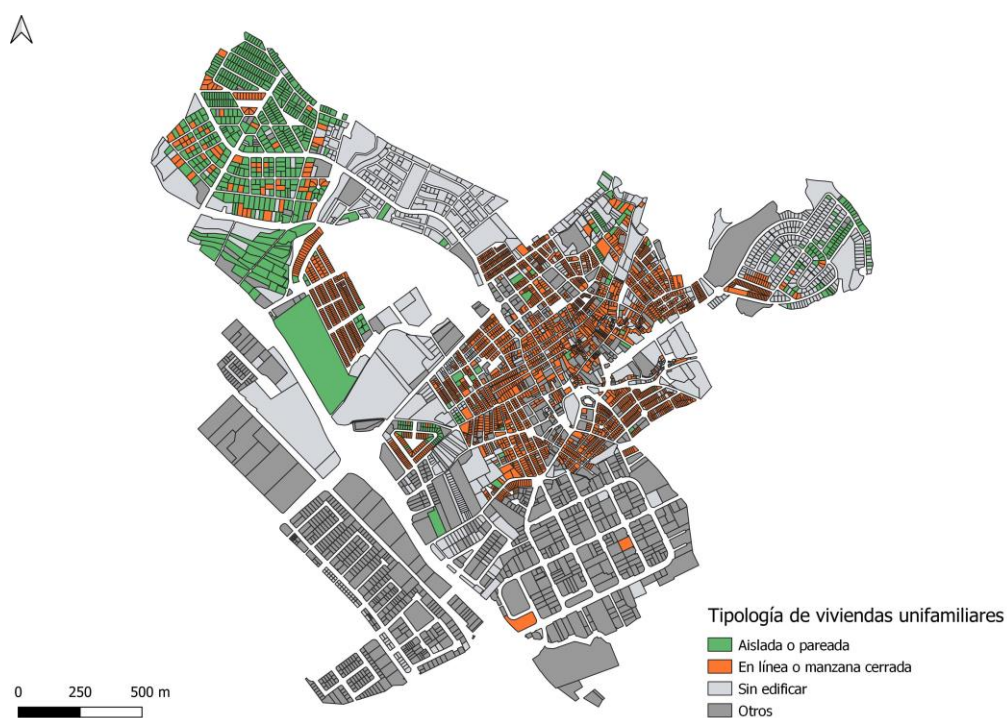 Tipología de viviendas unifamiliares
Aislada o pareada
En línea o manzana cerrada
Sin edificar
Otros
0 250 500 m